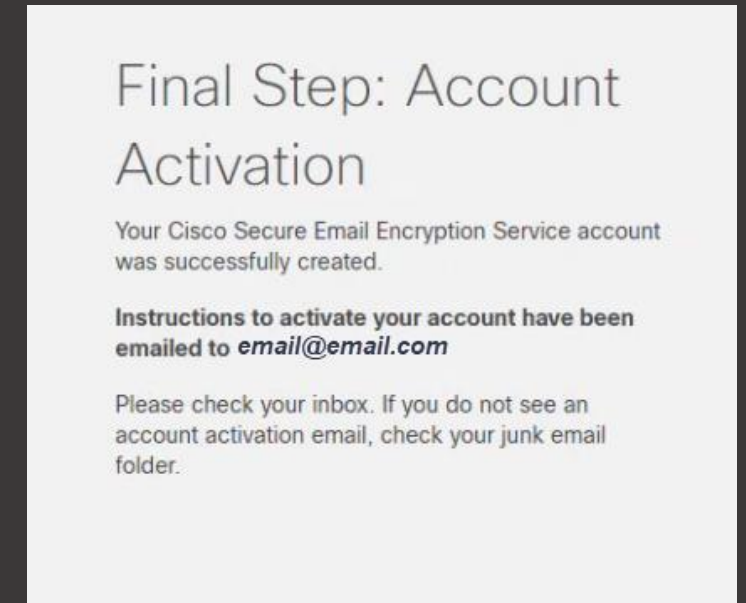 Final Step: Account
Activation
Your Cisco Secure Email Encryption Service account
was successfully created.
Instructions to activate your account have been
emailed to email@email.com
Please check your inbox. If you do not see an
account activation email, check your junk email
folder.